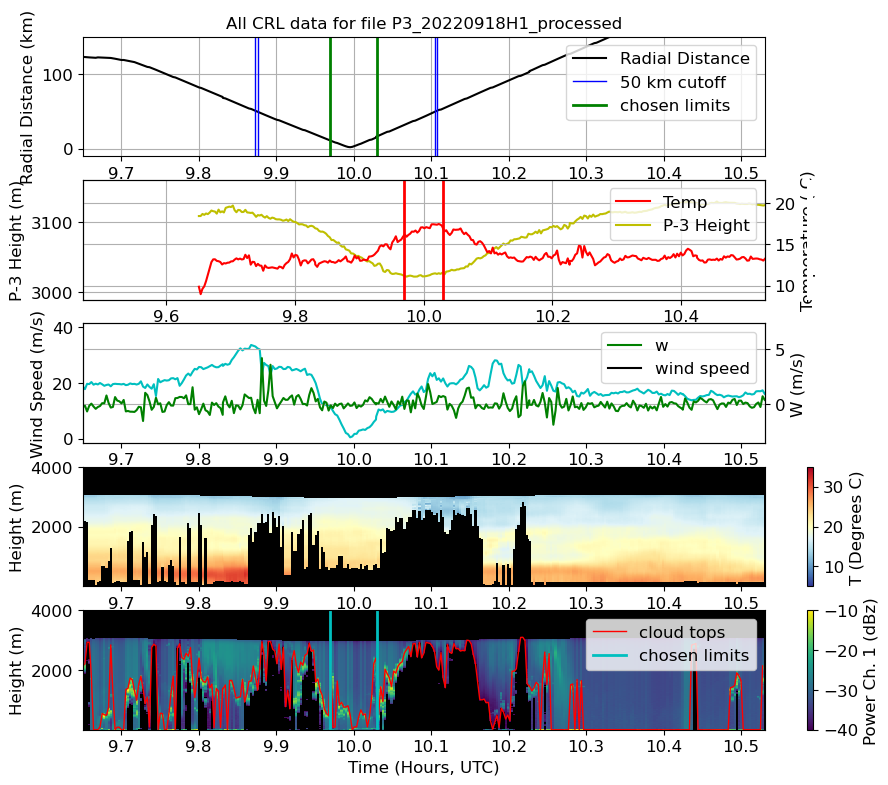 All CRL data for file P3_20220918H1_processed
Radial Distance (km)
100
0
Radial Distance
50 km cutoff
chosen limits
9.7 9.8 9.9 10.0 10.1 10.2 10.3 10.4 10.5
P-3 Height (m)
3100
3000
Temp
P-3 Height
20
15
10
Temperature ( C)
9.6 9.8 10.0 10.2 10.4
Wind Speed (m/s)
40
20
0
w
wind speed
5
0
W (m/s)
9.7 9.8 9.9 10.0 10.1 10.2 10.3 10.4 10.5
Height (m)
4000
2000
30
20
10
T (Degrees C)
9.7 9.8 9.9 10.0 10.1 10.2 10.3 10.4 10.5
Height (m)
4000
2000
cloud tops
chosen limits
−10
−20
−30
−40
Power Ch. 1 (dBz)
9.7 9.8 9.9 10.0 10.1 10.2 10.3 10.4 10.5
Time (Hours, UTC)